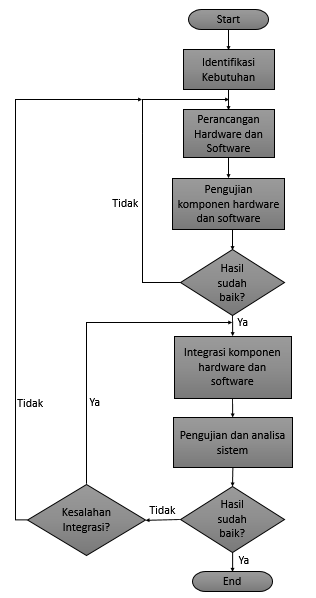 Start
Identifikasi
Kebutuhan
Perancangan
Hardware dan
Software
Pengujian
komponen hardware
dan software
Tidak
Hasil
sudah
baik?
Ya
Integrasi komponen
hardware dan
software
Tidak
Ya
Pengujian dan analisa
sistem
Kesalahan
Integrasi?
Tidak
Hasil
sudah
baik?
Ya
End